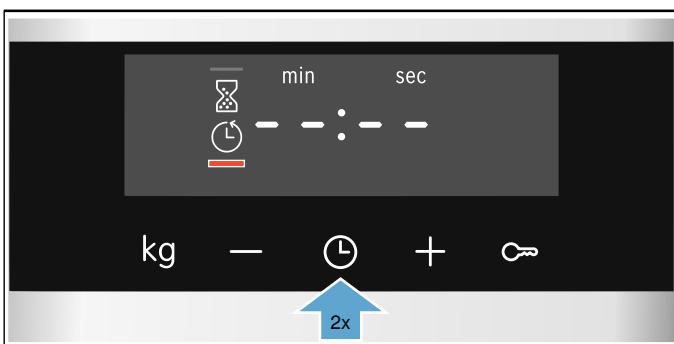 min sec
--:--
kg − +
2x